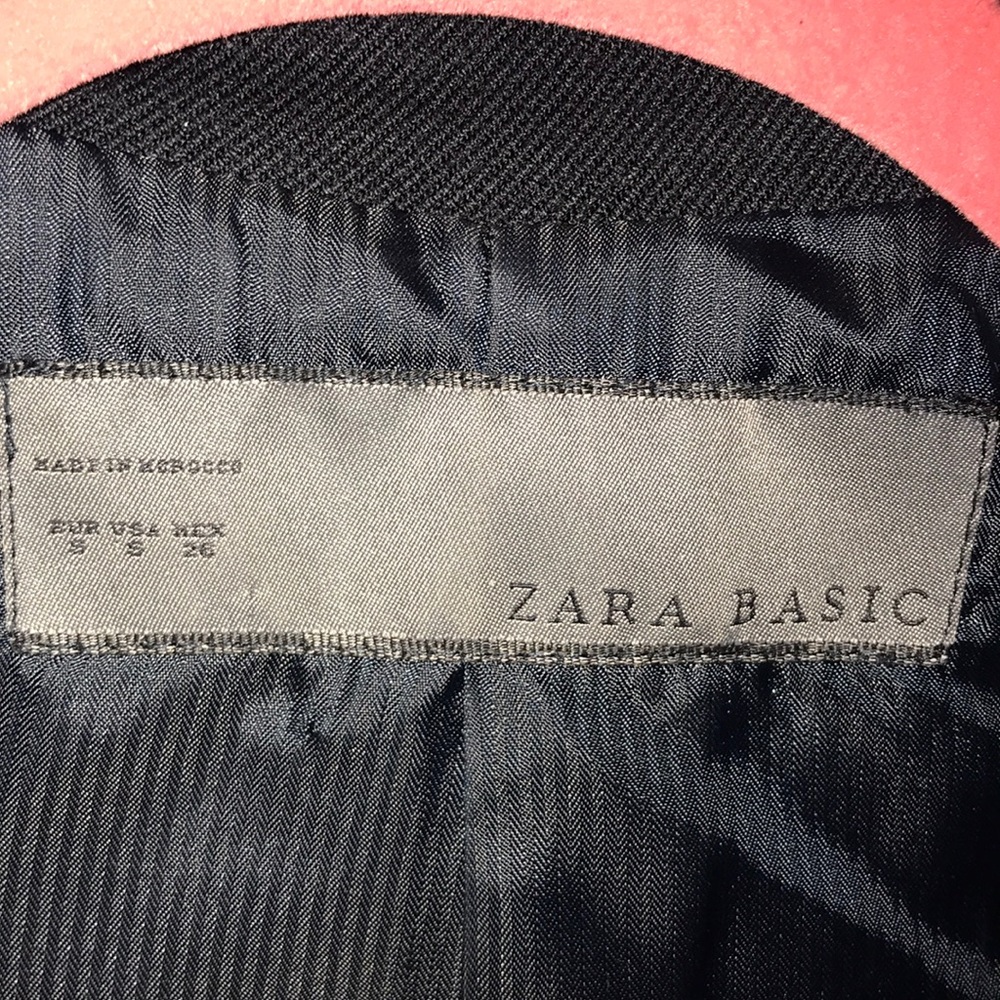 MADE IN MOROCCO
EUR USA MEX
S S 26
ZARA BASIC